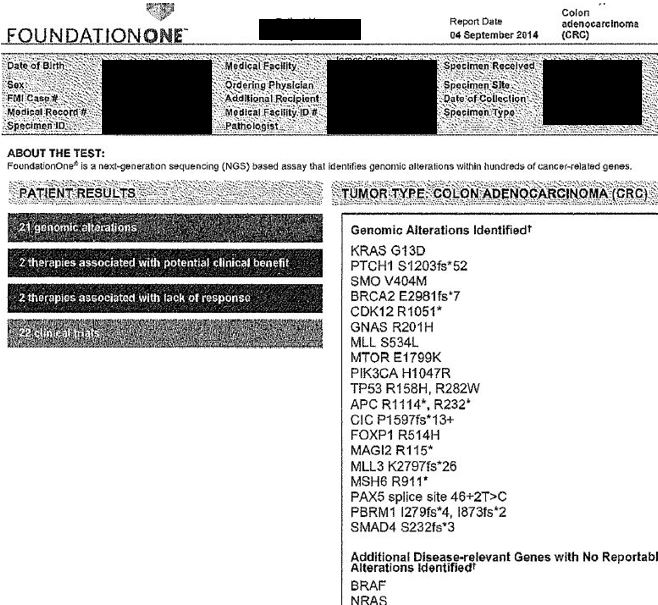 FOUNDATIONONE™
Report Date
04 September 2014
Colon
adenocarcinoma
(CRC)
Date of Birth
Sex
FMI Case #
Medical Record #
Specimen ID
Medical Facility
Ordering Physician
Additional Recipient
Medical Facility ID #
Pathologist
Specimen Received
Specimen Site
Date of Collection
Specimen Type
ABOUT THE TEST:
FoundationOne® is a next-generation sequencing (NGS) based assay that identifies genomic alterations within hundreds of cancer-related genes.
PATIENT RESULTS
21 genomic alterations
2 therapies associated with potential clinical benefit
2 therapies associated with lack of response
22 clinical trials
TUMOR TYPE: COLON ADENOCARCINOMA (CRC)
Genomic Alterations Identified†
KRAS G13D
PTCH1 S1203fs*52
SMO V404M
BRCA2 E2981fs*7
CDK12 R1051*
GNAS R201H
MLL S534L
MTOR E1799K
PIK3CA H1047R
TP53 R158H, R282W
APC R1114*, R232*
CIC P1597fs*13+
FOXP1 R514H
MAGI2 R115*
MLL3 K2797fs*26
MSH6 R911*
PAX5 splice site 46+2T>C
PBRM1 I279fs*4, I873fs*2
SMAD4 S232fs*3
Additional Disease-relevant Genes with No Reportabl
Alterations Identified†
BRAF
NRAS